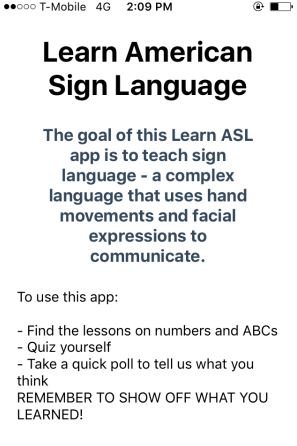 T-Mobile 4G 2:09 PM
Learn American
Sign Language
The goal of this Learn ASL
app is to teach sign
language - a complex
language that uses hand
movements and facial
expressions to
communicate.
To use this app:
- Find the lessons on numbers and ABCs
- Quiz yourself
- Take a quick poll to tell us what you
think
REMEMBER TO SHOW OFF WHAT YOU
LEARNED!